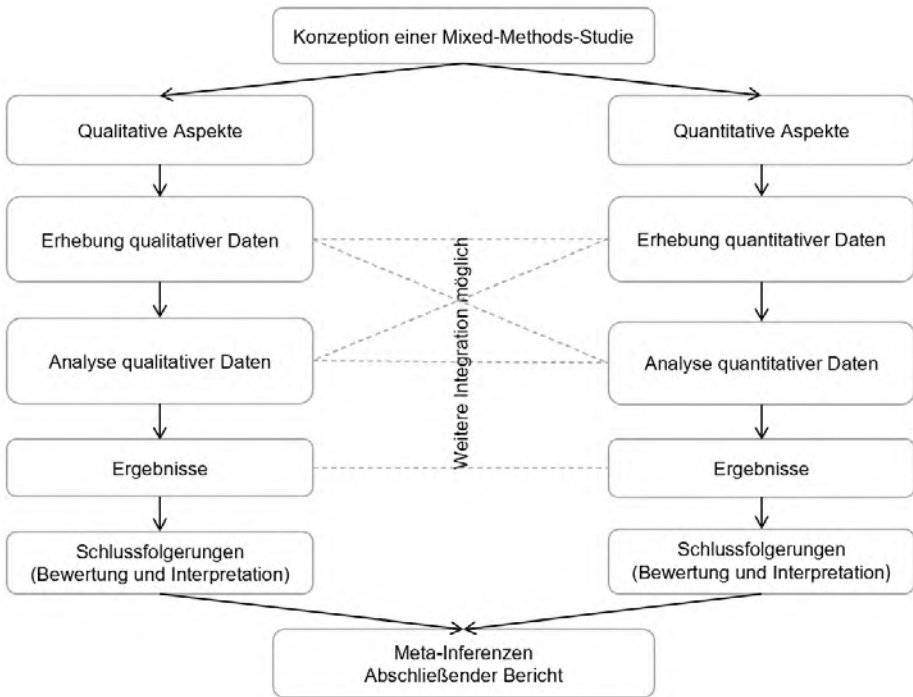 Konzeption einer Mixed-Methods-Studie
Qualitative Aspekte
Quantitative Aspekte
Erhebung qualitativer Daten
Erhebung quantitativer Daten
Weitere Integration möglich
Analyse qualitativer Daten
Analyse quantitativer Daten
Ergebnisse
Ergebnisse
Schlussfolgerungen
(Bewertung und Interpretation)
Schlussfolgerungen
(Bewertung und Interpretation)
Meta-Inferenzen
Abschließender Bericht